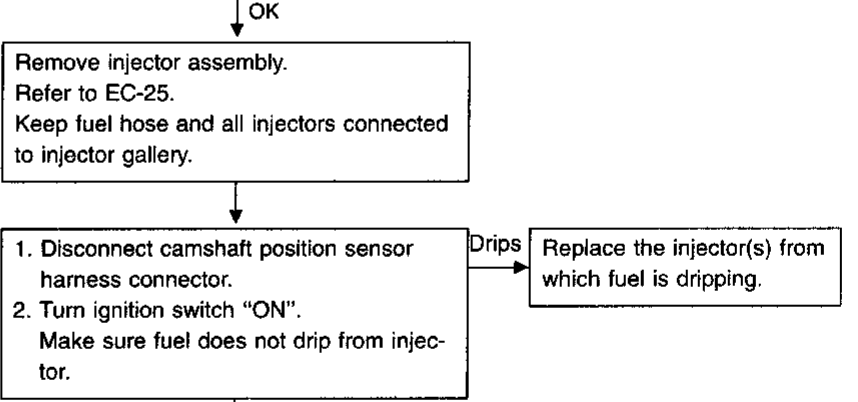 OK
Remove injector assembly.
Refer to EC-25.
Keep fuel hose and all injectors connected
to injector gallery.
1. Disconnect camshaft position sensor
harness connector.
2. Turn ignition switch “ON”.
Make sure fuel does not drip from injec-
tor.
Drips
Replace the injector(s) from
which fuel is dripping.